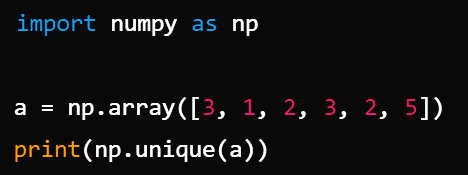 import numpy as np
a = np.array([3, 1, 2, 3, 2, 5])
print(np.unique(a))